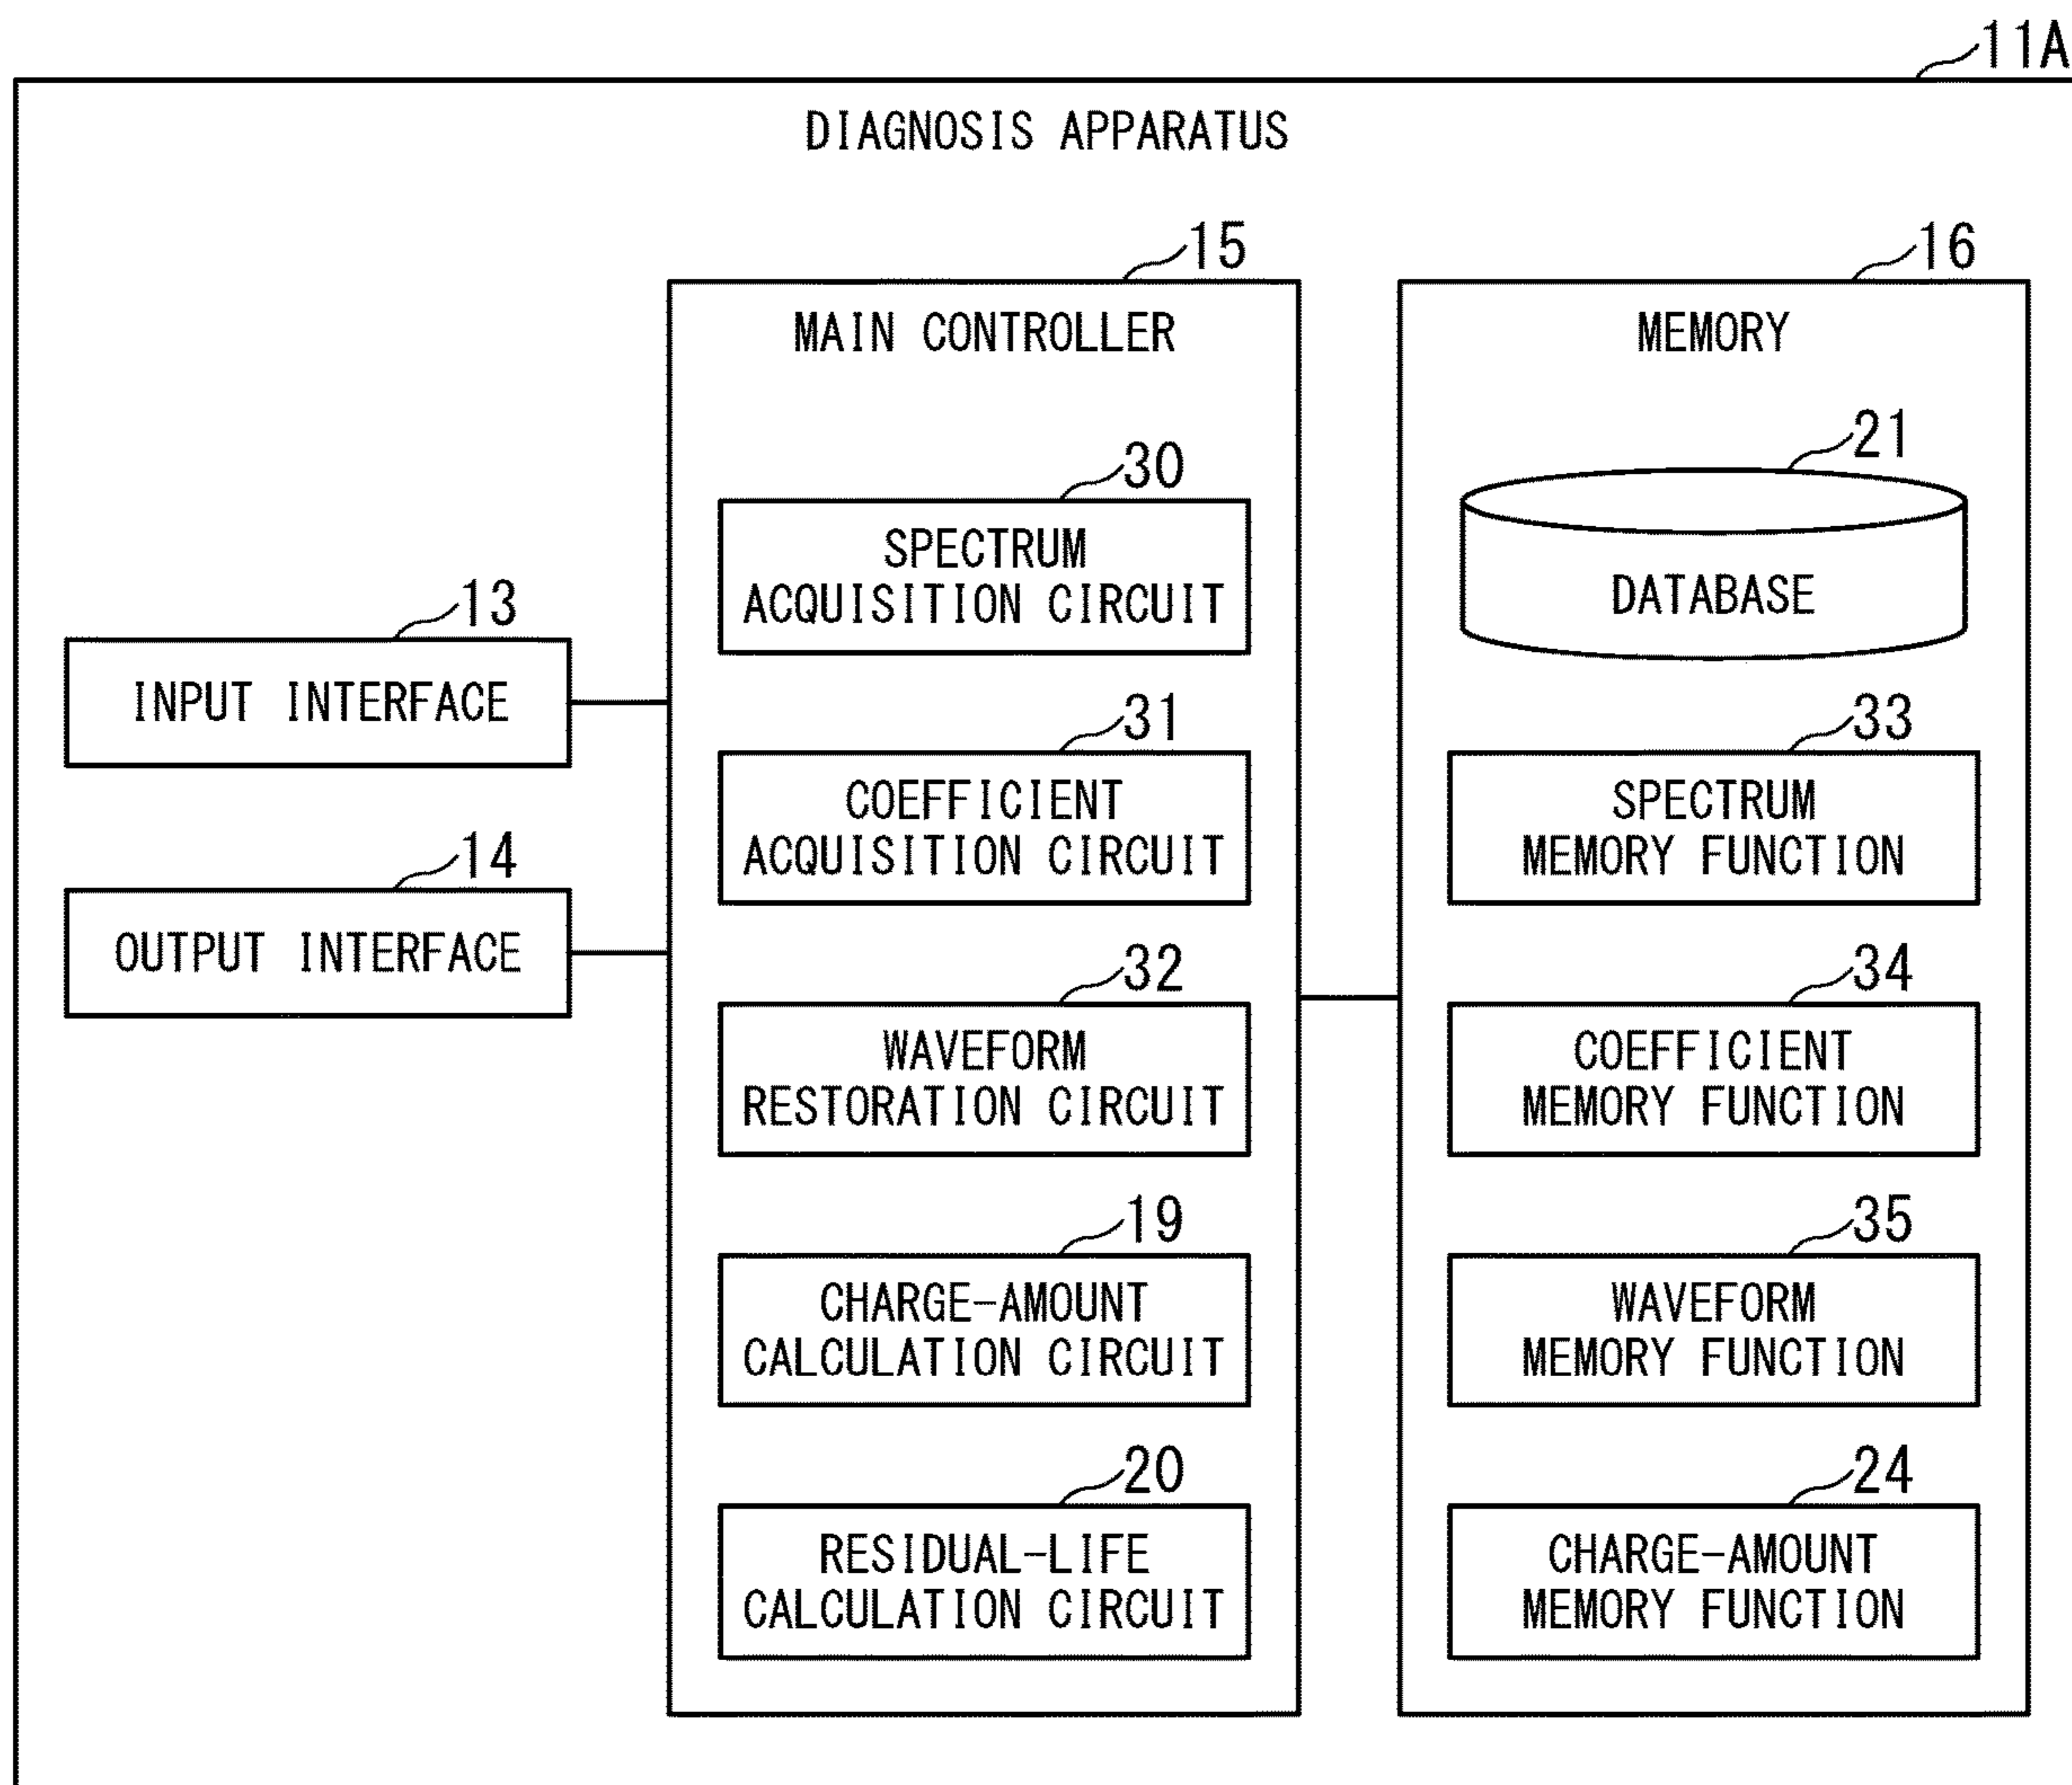 11A
DIAGNOSIS APPARATUS
13
INPUT INTERFACE
14
OUTPUT INTERFACE
15
MAIN CONTROLLER
30
SPECTRUM
ACQUISITION CIRCUIT
31
COEFFICIENT
ACQUISITION CIRCUIT
32
WAVEFORM
RESTORATION CIRCUIT
19
CHARGE-AMOUNT
CALCULATION CIRCUIT
20
RESIDUAL-LIFE
CALCULATION CIRCUIT
16
MEMORY
21
DATABASE
33
SPECTRUM
MEMORY FUNCTION
34
COEFFICIENT
MEMORY FUNCTION
35
WAVEFORM
MEMORY FUNCTION
24
CHARGE-AMOUNT
MEMORY FUNCTION